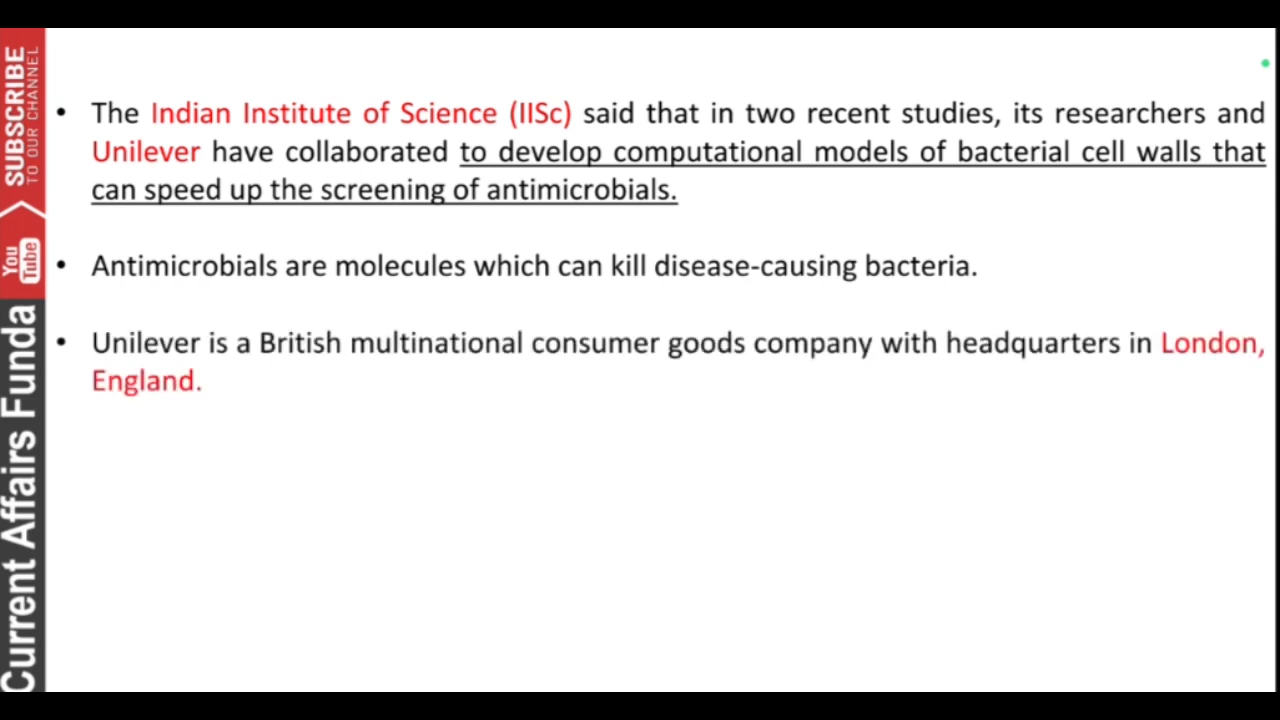 • The Indian Institute of Science (IISc) said that in two recent studies, its researchers and
Unilever have collaborated to develop computational models of bacterial cell walls that
can speed up the screening of antimicrobials.
• Antimicrobials are molecules which can kill disease-causing bacteria.
• Unilever is a British multinational consumer goods company with headquarters in London,
England.
SUBSCRIBE
TO OUR CHANNEL
You
Tube
Current Affairs Funda